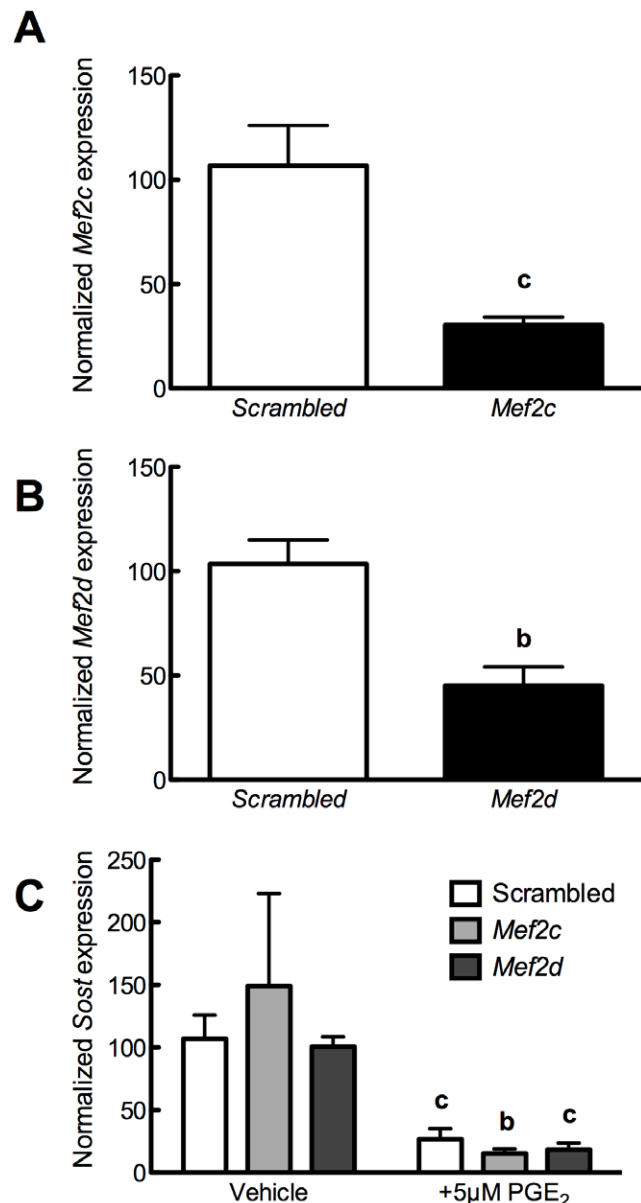 A
Normalized Mef2c expression
150
100
50
0
c
Scrambled Mef2c
B
Normalized Mef2d expression
150
100
50
0
b
Scrambled Mef2d
C
Normalized Sost expression
250
200
150
100
50
0
Scrambled
Mef2c
Mef2d
c b c
Vehicle +5µM PGE₂